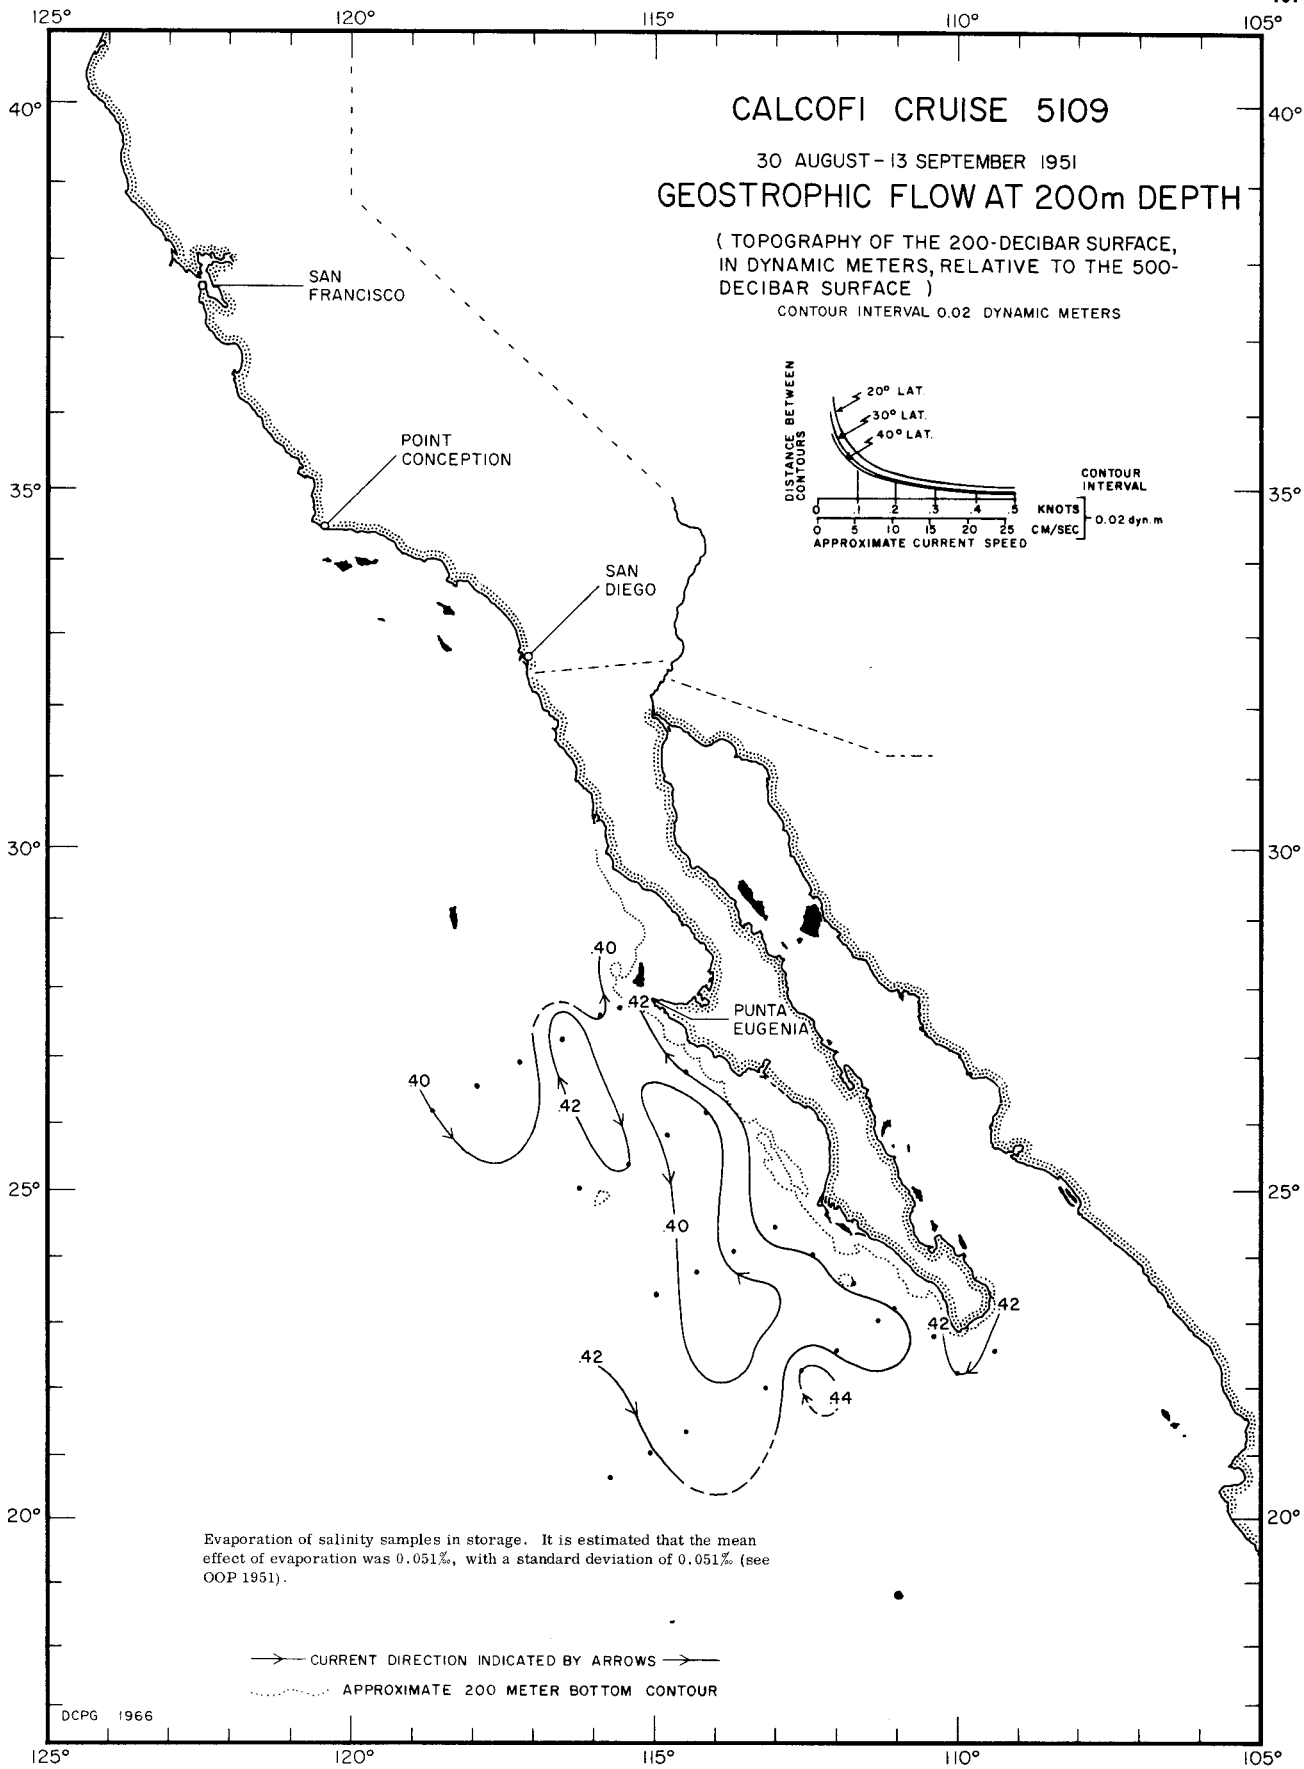 125°
120°
115°
110°
105°
40°
40°
CALCOFI CRUISE 5109
30 AUGUST-13 SEPTEMBER 1951
GEOSTROPHIC FLOW AT 200m DEPTH
( TOPOGRAPHY OF THE 200-DECIBAR SURFACE,
IN DYNAMIC METERS, RELATIVE TO THE 500-
DECIBAR SURFACE )
CONTOUR INTERVAL 0.02 DYNAMIC METERS
SAN
FRANCISCO
DISTANCE BETWEEN
CONTOURS
20° LAT.
30° LAT.
40° LAT.
CONTOUR
INTERVAL
0 .1 .2 .3 .4 .5 KNOTS
0 5 10 15 20 25 CM/SEC
0.02 dyn.m
APPROXIMATE CURRENT SPEED
POINT
CONCEPTION
35°
35°
SAN
DIEGO
30°
30°
.40
.42
PUNTA
EUGENIA
.40
.42
25°
25°
.40
.42
.42
.42
.44
20°
20°
Evaporation of salinity samples in storage. It is estimated that the mean
effect of evaporation was 0.051‰, with a standard deviation of 0.051‰ (see
OOP 1951).
CURRENT DIRECTION INDICATED BY ARROWS
APPROXIMATE 200 METER BOTTOM CONTOUR
DCPG 1966
125°
120°
115°
110°
105°